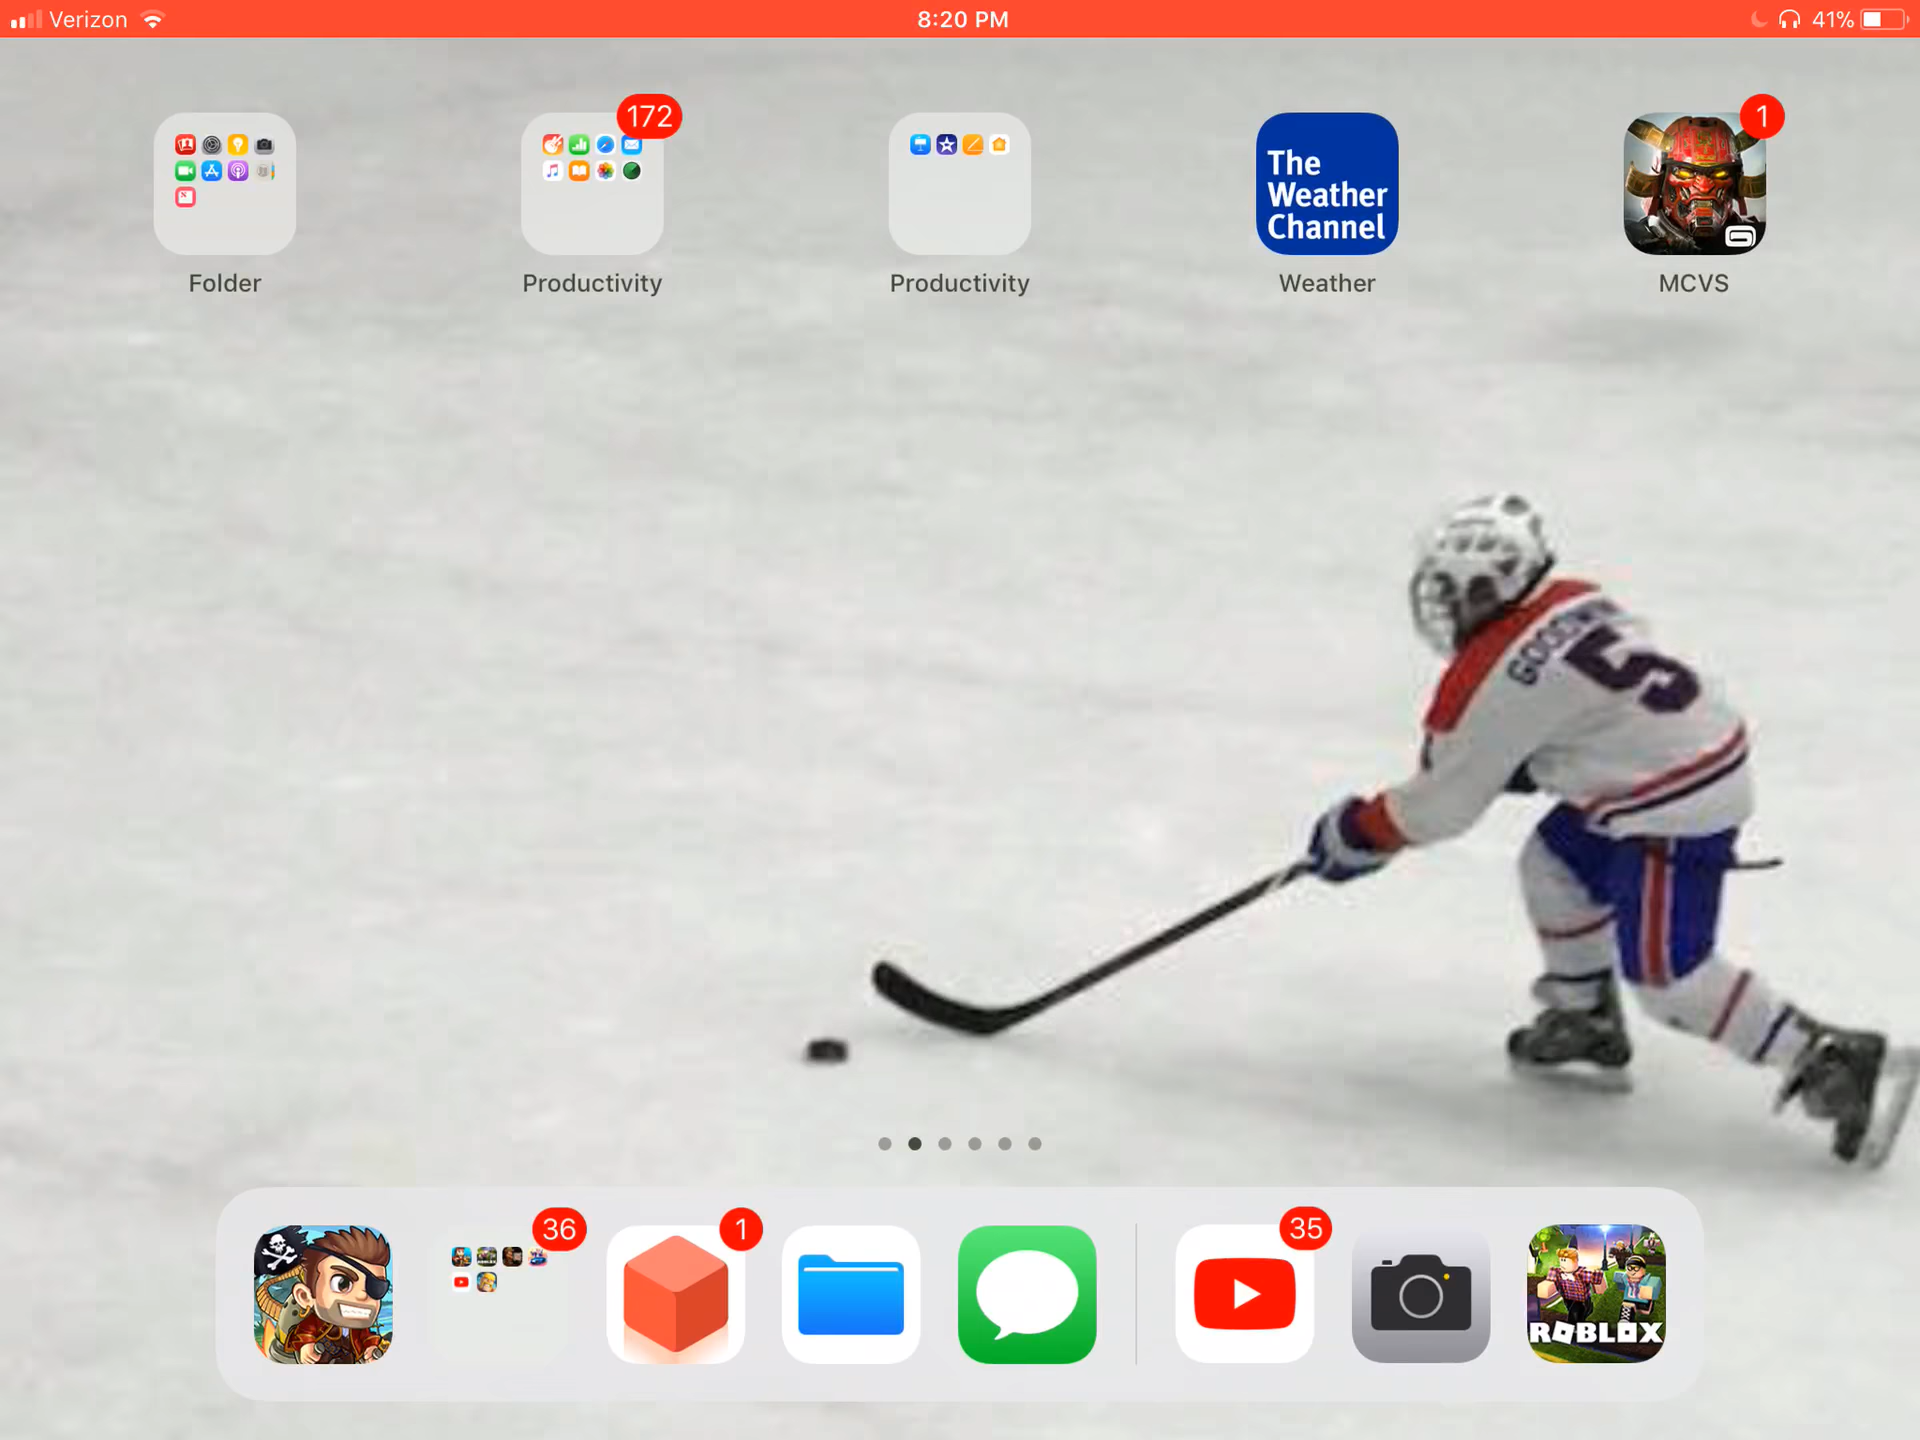 Verizon 8:20 PM 41%
172
1
The
Weather
Channel
Folder Productivity Productivity Weather MCVS
5
36 1 35
ROBLOX